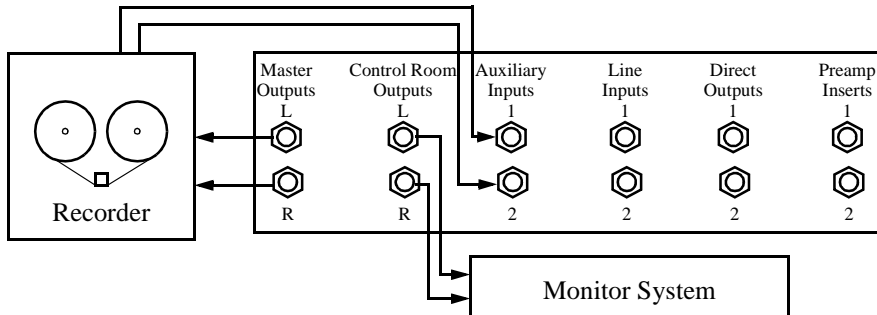 Master Outputs
Control Room Outputs
Auxiliary Inputs
Line Inputs
Direct Outputs
Preamp Inserts
L L 1 1 1 1
R R 2 2 2 2
Recorder
Monitor System